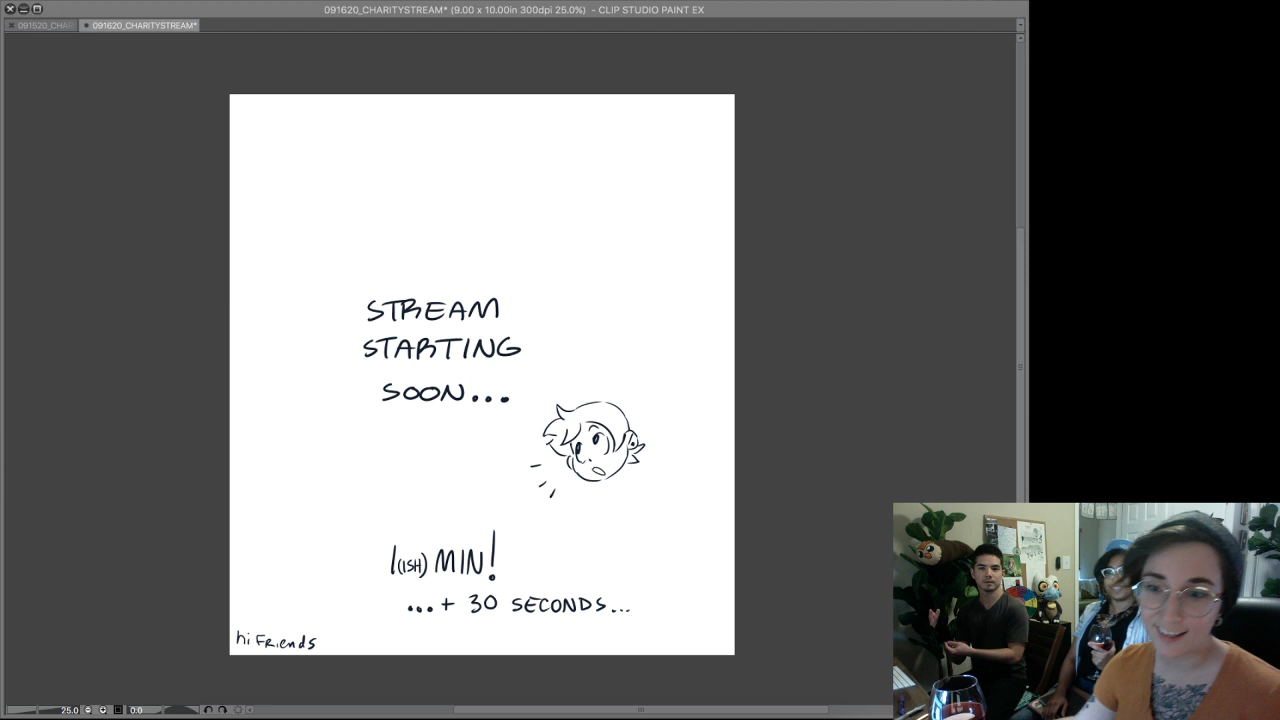 091620_CHARITYSTREAM* (9.00 x 10.00in 300dpi 25.0%) - CLIP STUDIO PAINT EX
091520_CHAR
091620_CHARITYSTREAM*
STREAM
STARTING
SOON...
1(ISH) MIN!
...+ 30 SECONDS...
hi FRiends
25.0
0.0